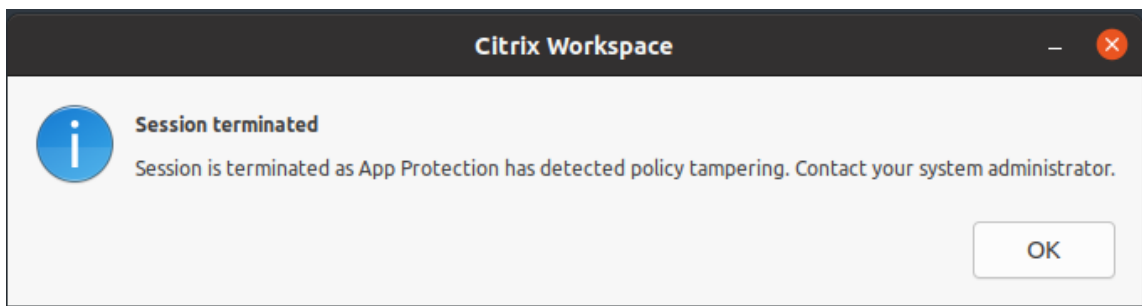 Citrix Workspace
Session terminated
Session is terminated as App Protection has detected policy tampering. Contact your system administrator.
OK